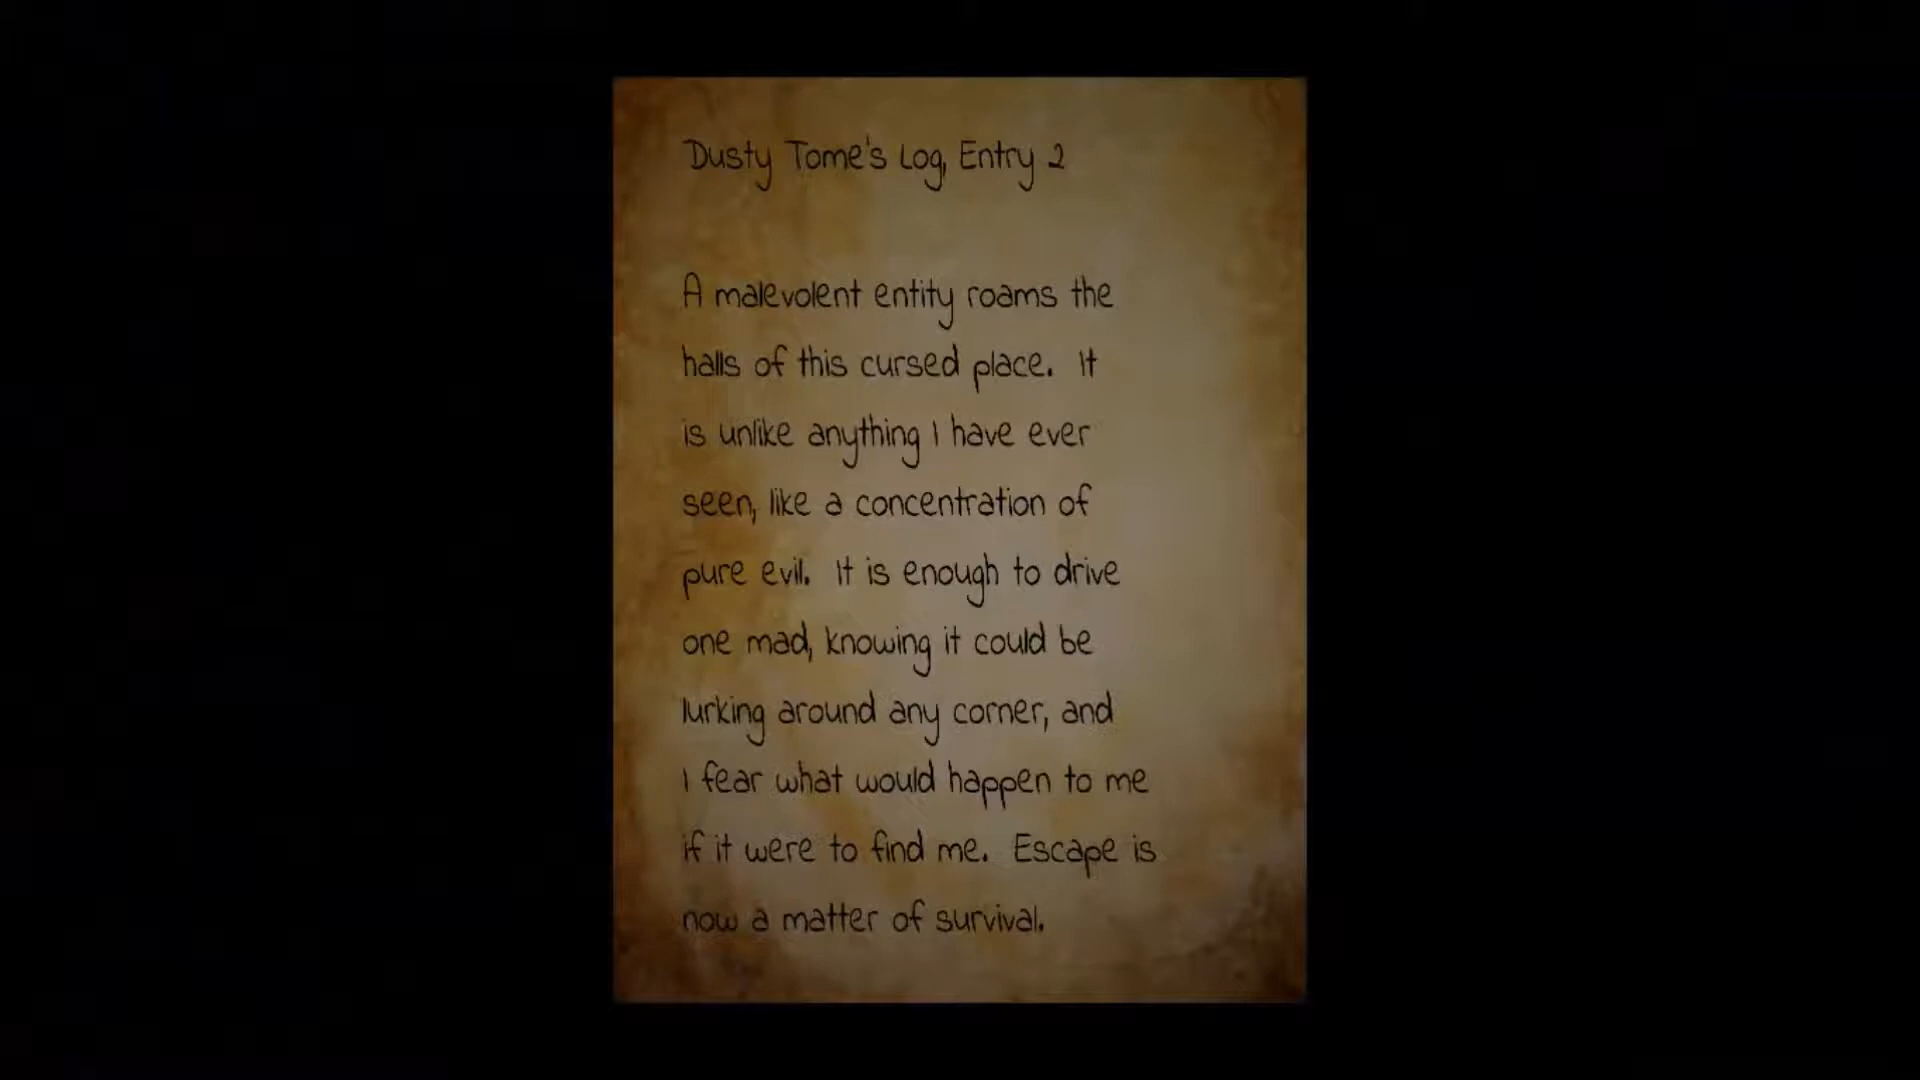 Dusty Tome's Log, Entry 2
A malevolent entity roams the
halls of this cursed place. It
is unlike anything I have ever
seen, like a concentration of
pure evil. It is enough to drive
one mad, knowing it could be
lurking around any corner, and
I fear what would happen to me
if it were to find me. Escape is
now a matter of survival.